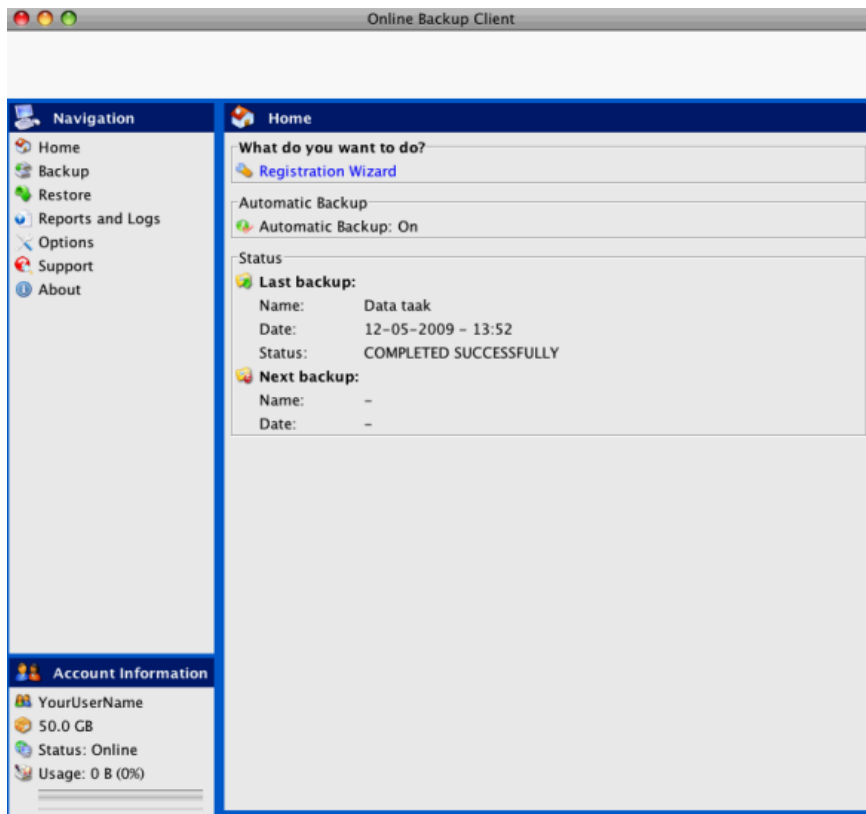 Online Backup Client
Navigation
Home
Backup
Restore
Reports and Logs
Options
Support
About
Account Information
YourUserName
50.0 GB
Status: Online
Usage: 0 B (0%)
Home
What do you want to do?
Registration Wizard
Automatic Backup
Automatic Backup: On
Status
Last backup:
Name: Data taak
Date: 12-05-2009 - 13:52
Status: COMPLETED SUCCESSFULLY
Next backup:
Name: -
Date: -